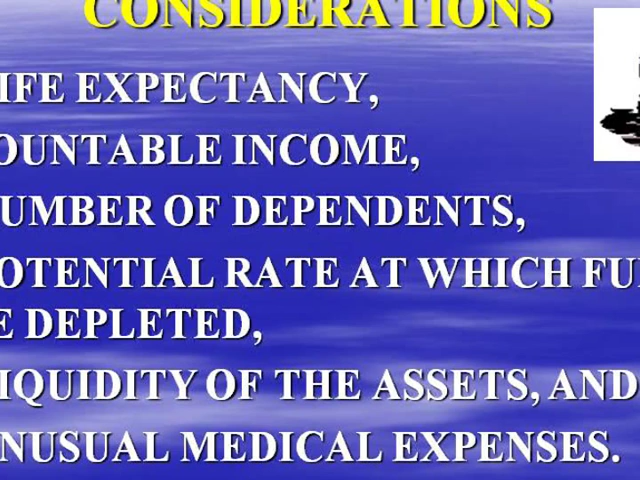 CONSIDERATIONS
IFE EXPECTANCY,
OUNTABLE INCOME,
UMBER OF DEPENDENTS,
OTENTIAL RATE AT WHICH FU
E DEPLETED,
IQUIDITY OF THE ASSETS, AND
NUSUAL MEDICAL EXPENSES.